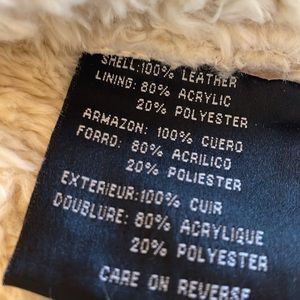 SHELL:100% LEATHER
LINING: 80% ACRYLIC
20% POLYESTER
ARMAZON: 100% CUERO
FORRO: 80% ACRILICO
20% POLIESTER
EXTERIEUR:100% CUIR
DOUBLURE: 80% ACRYLIQUE
20% POLYESTER
CARE ON REVERSE